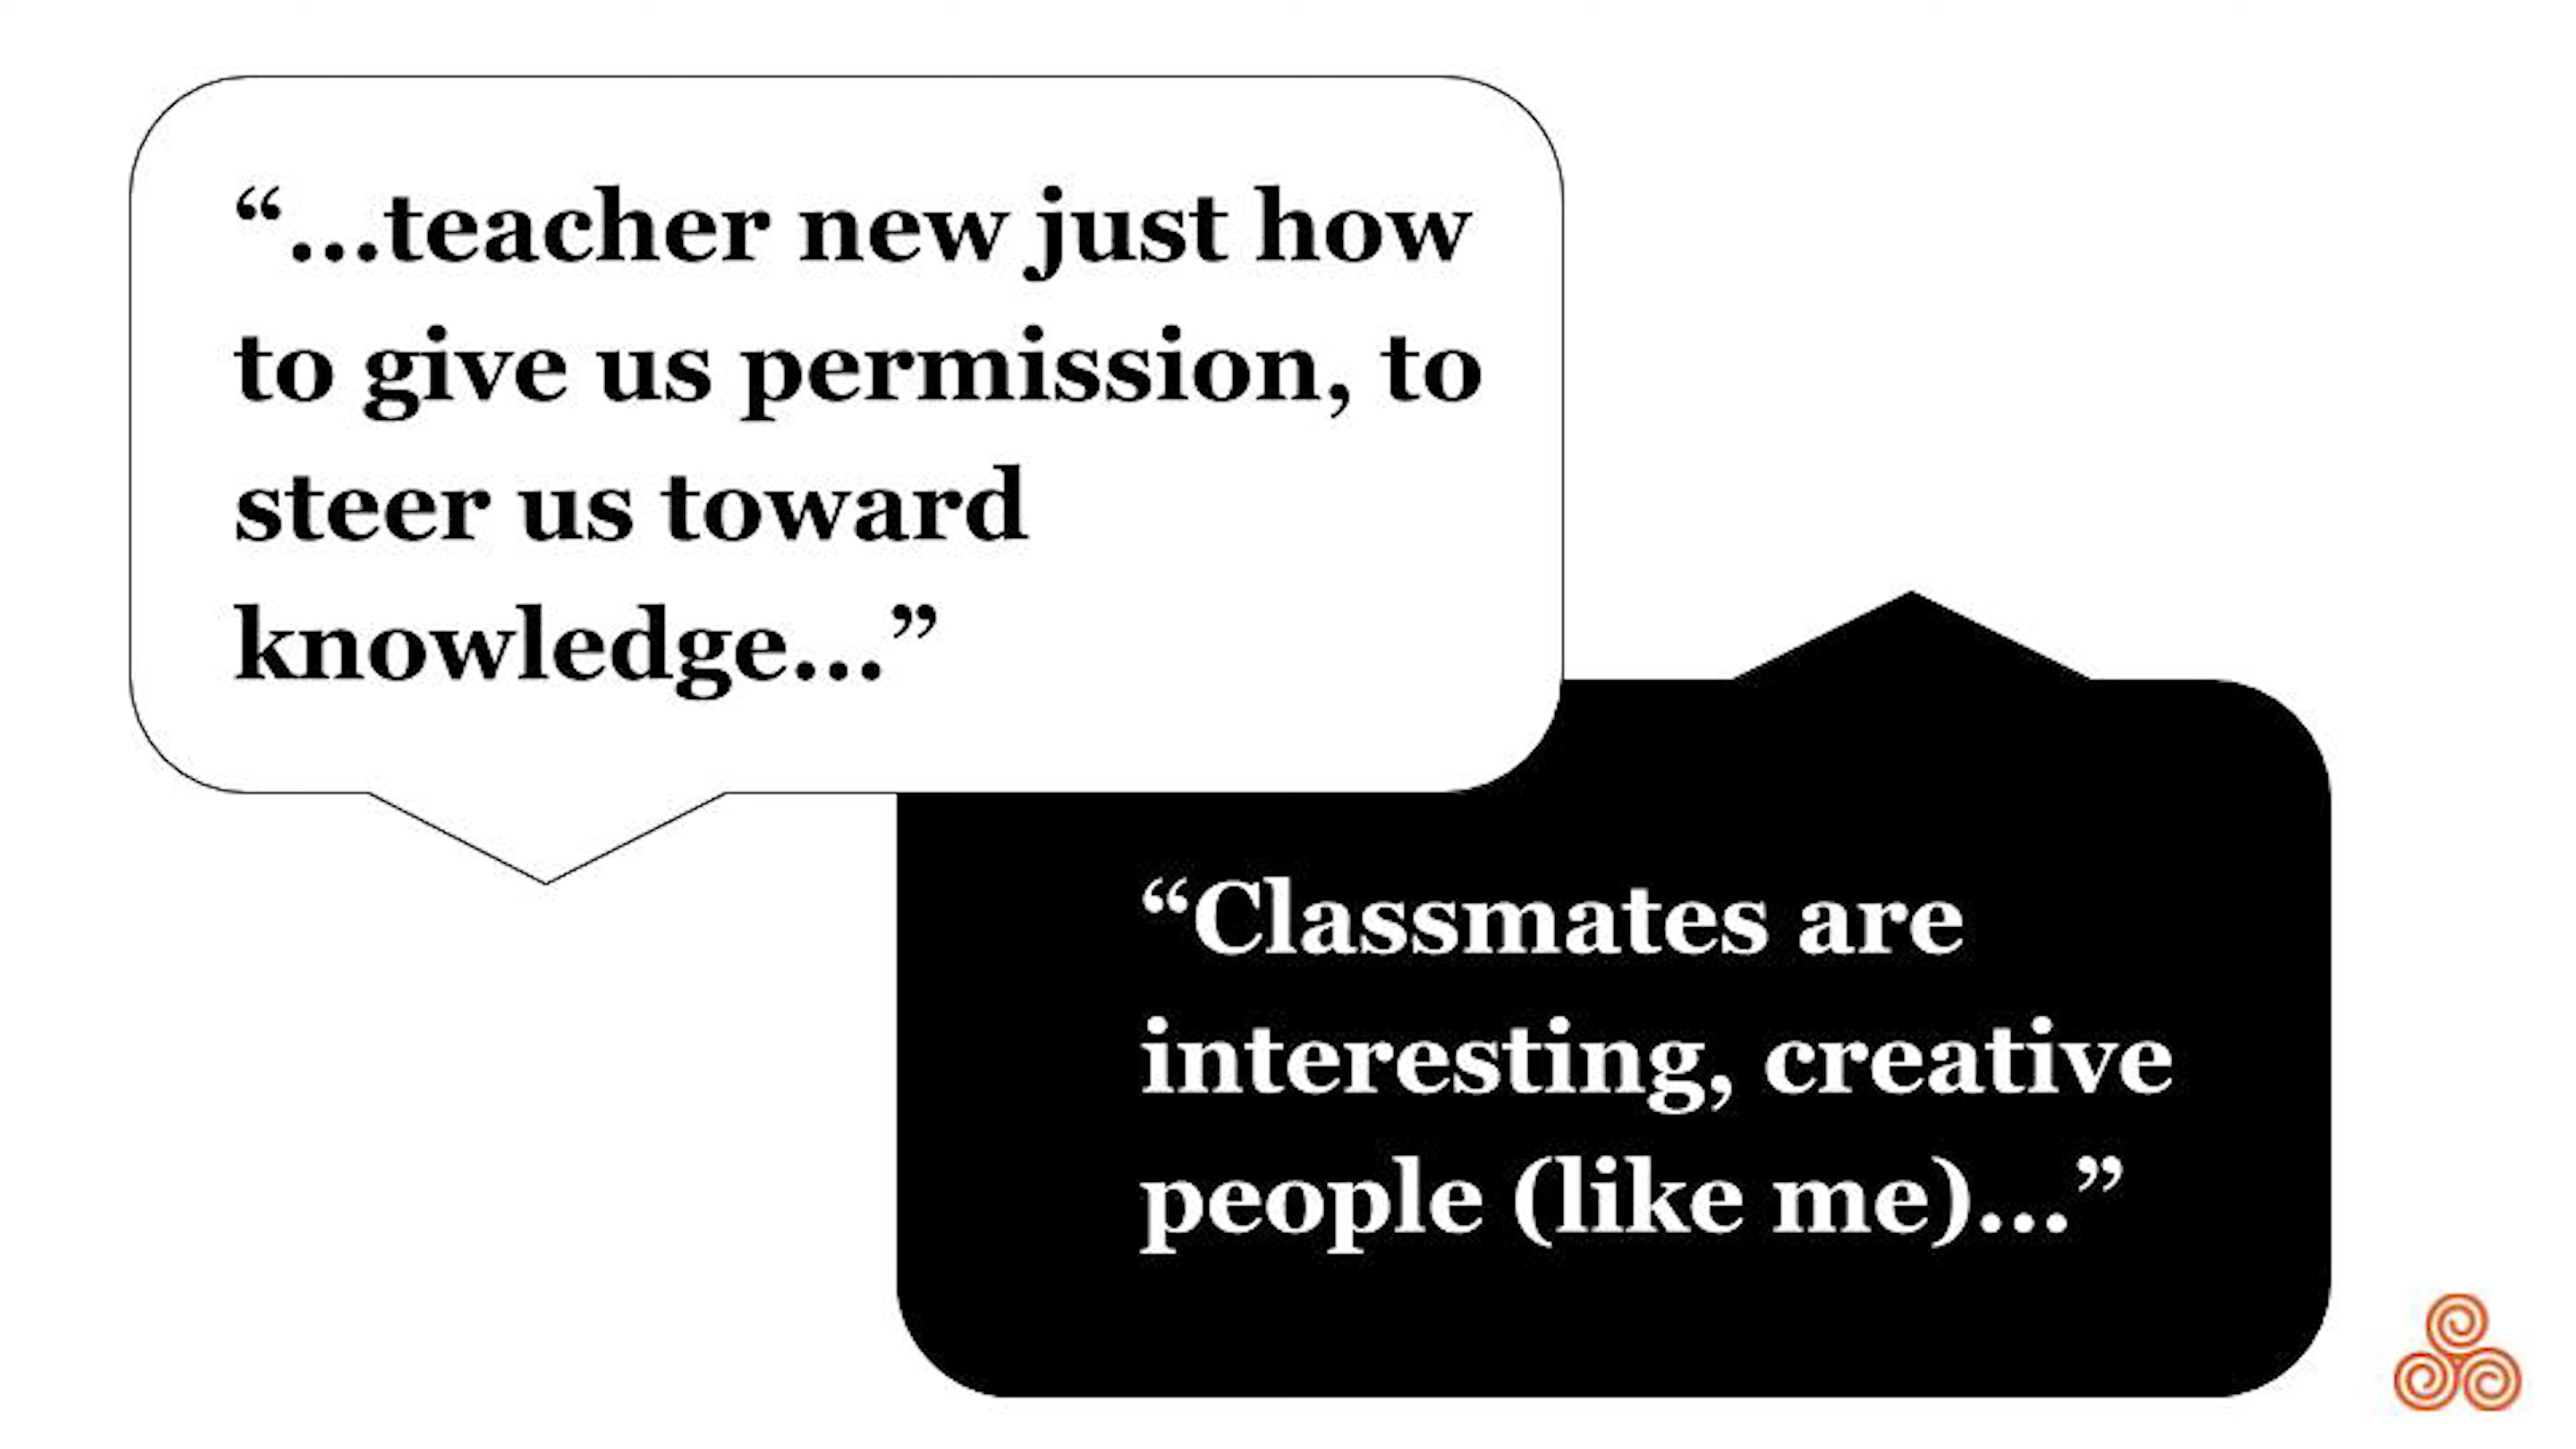 “...teacher new just how
to give us permission, to
steer us toward
knowledge...”
“Classmates are
interesting, creative
people (like me)...”